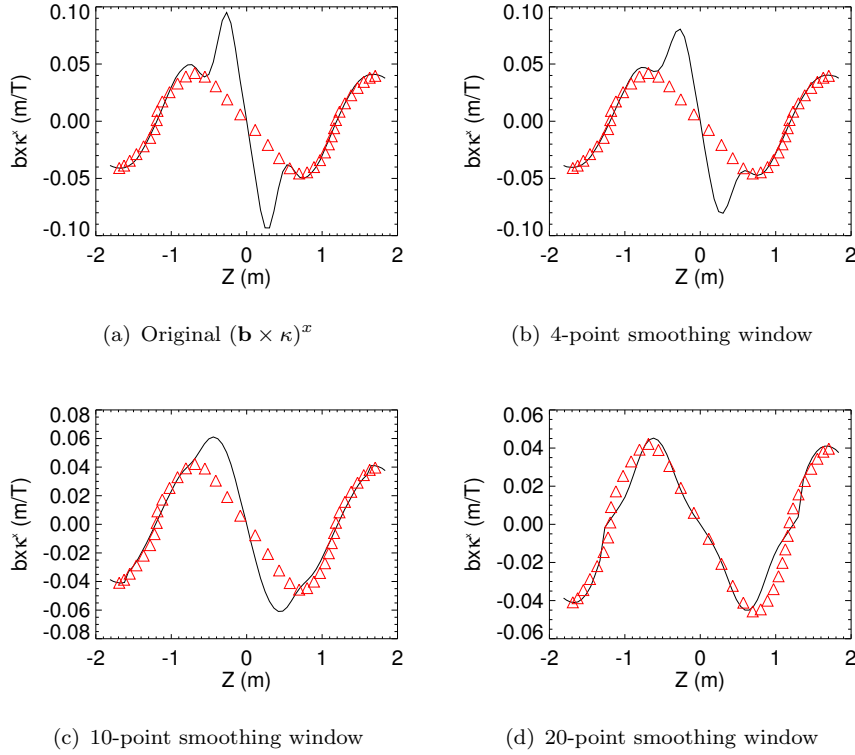 0.10
0.05
0.00
-0.05
-0.10
bxκˣ (m/T)
-2 -1 0 1 2
Z (m)
(a) Original (b × κ)ˣ
0.10
0.05
0.00
-0.05
-0.10
bxκˣ (m/T)
-2 -1 0 1 2
Z (m)
(b) 4-point smoothing window
0.08
0.06
0.04
0.02
0.00
-0.02
-0.04
-0.06
-0.08
bxκˣ (m/T)
-2 -1 0 1 2
Z (m)
(c) 10-point smoothing window
0.06
0.04
0.02
0.00
-0.02
-0.04
-0.06
bxκˣ (m/T)
-2 -1 0 1 2
Z (m)
(d) 20-point smoothing window